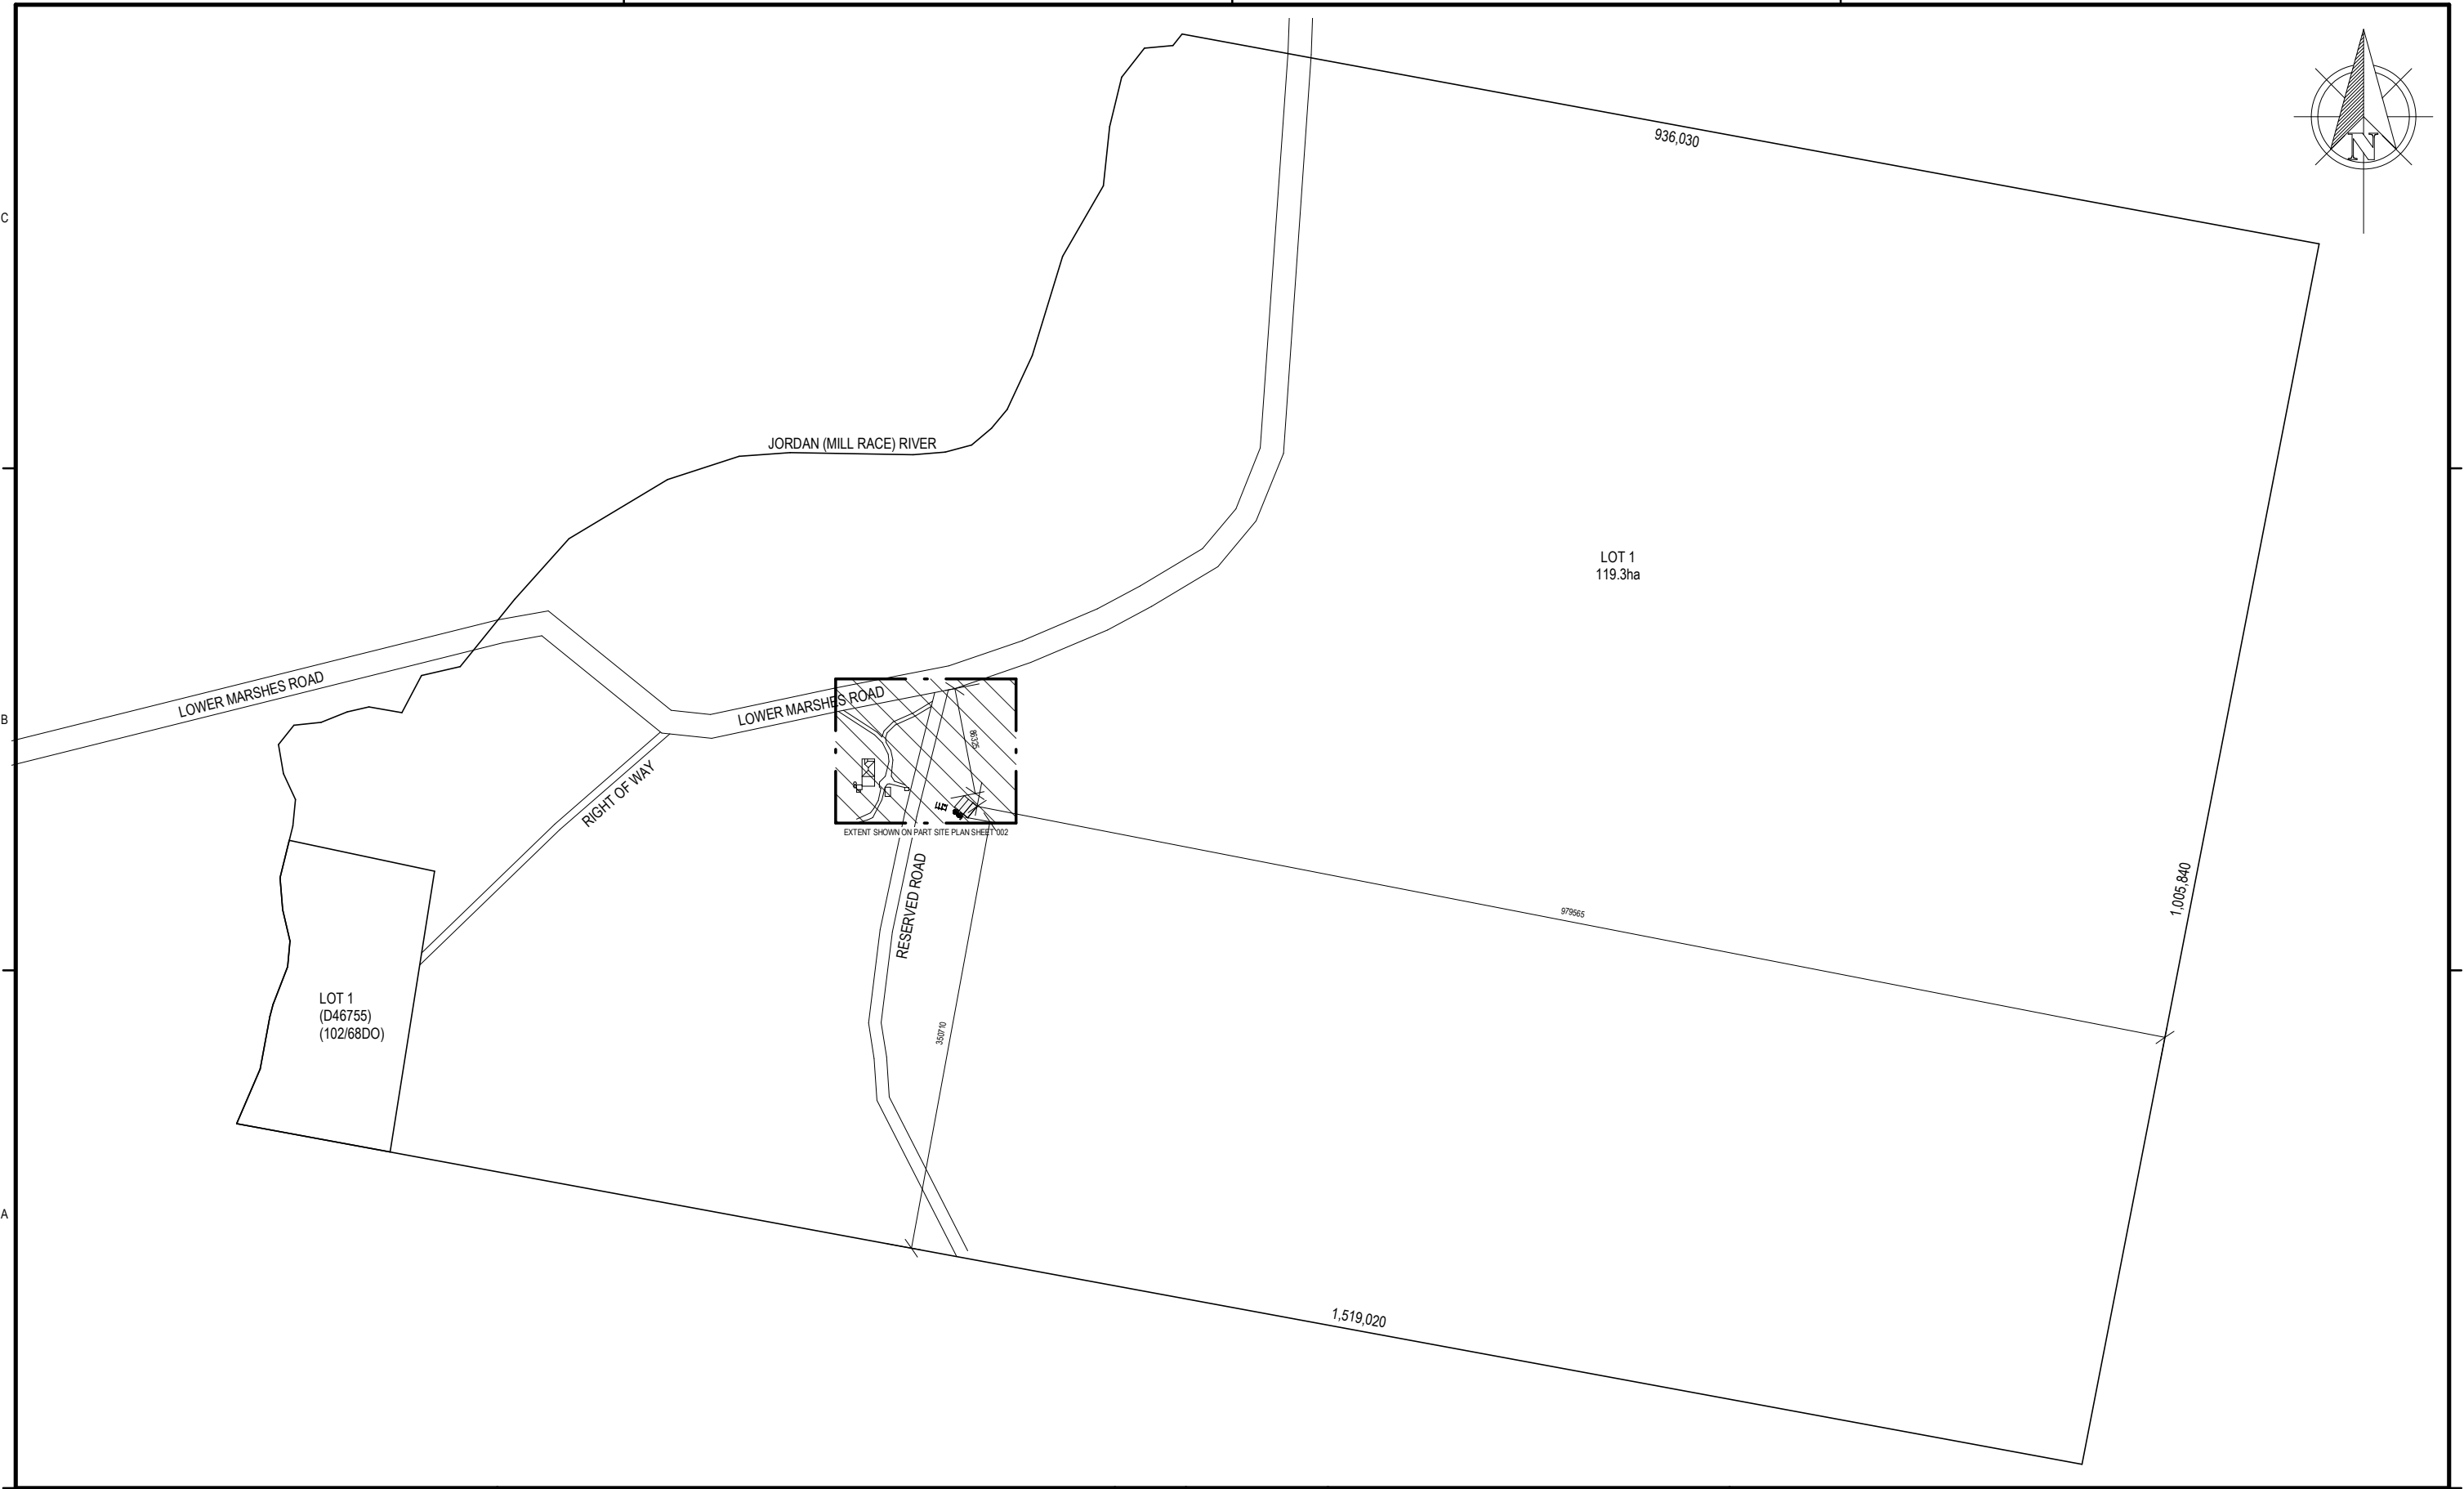 N
936,030
C
JORDAN (MILL RACE) RIVER
LOT 1
119.3ha
LOWER MARSHES ROAD
LOWER MARSHES ROAD
B
86325
RIGHT OF WAY
EXTENT SHOWN ON PART SITE PLAN SHEET 002
RESERVED ROAD
1,005,840
979565
LOT 1
(D46755)
(102/68DO)
350710
A
1,519,020